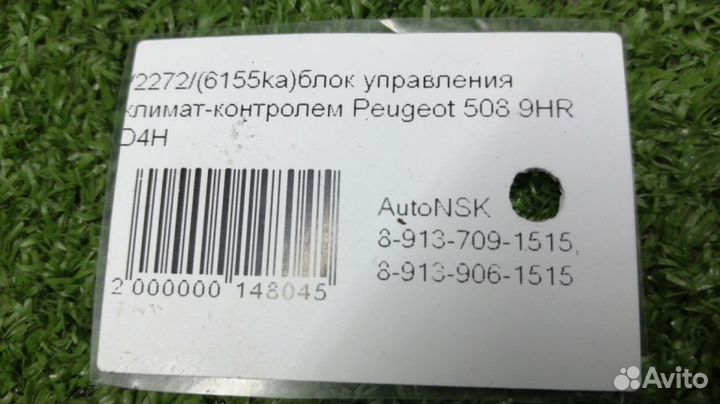 /2272/(6155ka)блок управления
климат-контролем Peugeot 508 9HR
D4H
AutoNSK
8-913-709-1515,
8-913-906-1515
2 000000 148045
Avito